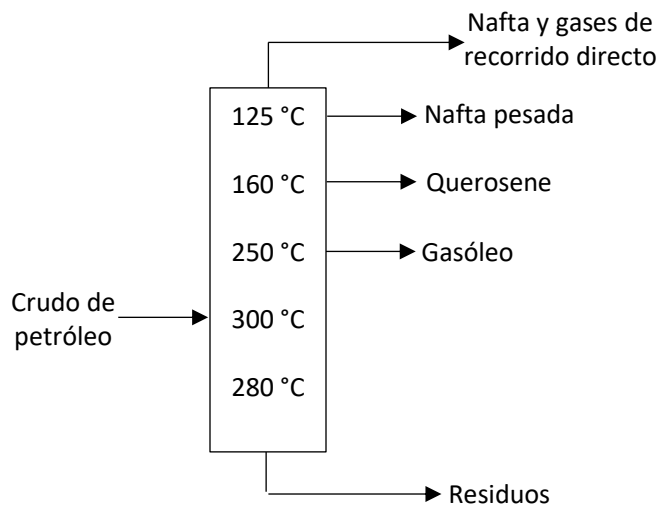 Nafta y gases de
recorrido directo
125 °C
Nafta pesada
160 °C
Querosene
250 °C
Gasóleo
Crudo de
petróleo
300 °C
280 °C
Residuos